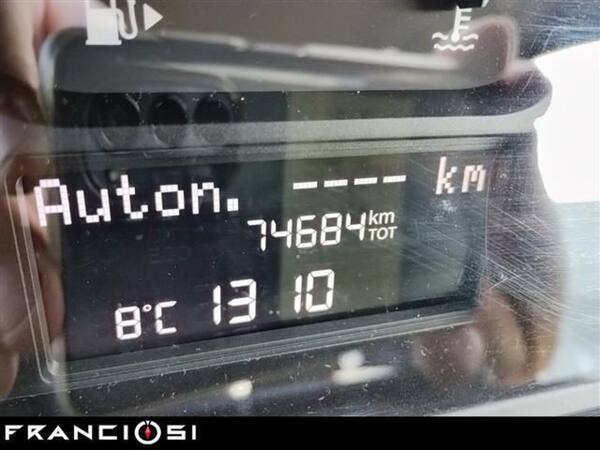 Auton. ---- km
74684 km TOT
8°C 13 10
FRANCIOSI